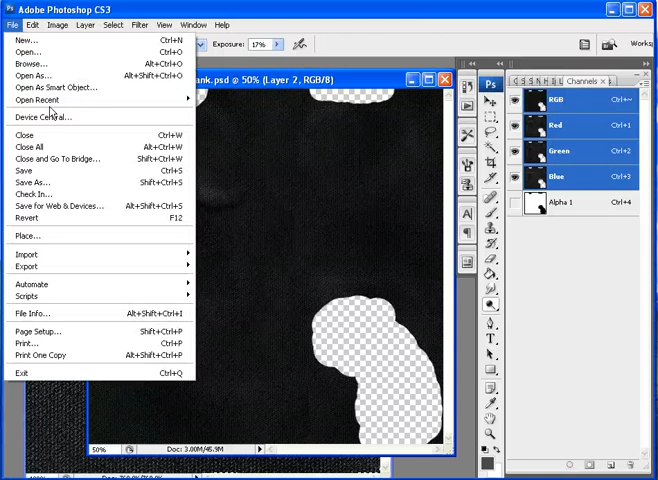 Adobe Photoshop CS3
File Edit Image Layer Select Filter View Window Help
Exposure: 17%
Works
ank.psd @ 50% (Layer 2, RGB/8)
New... Ctrl+N
Open... Ctrl+O
Browse... Alt+Ctrl+O
Open As... Alt+Shift+Ctrl+O
Open As Smart Object...
Open Recent
Device Central...
Close Ctrl+W
Close All Alt+Ctrl+W
Close and Go To Bridge... Shift+Ctrl+W
Save Ctrl+S
Save As... Shift+Ctrl+S
Check In...
Save for Web & Devices... Alt+Shift+Ctrl+S
Revert F12
Place...
Import
Export
Automate
Scripts
File Info... Alt+Shift+Ctrl+I
Page Setup... Shift+Ctrl+P
Print... Ctrl+P
Print One Copy Alt+Shift+Ctrl+P
Exit Ctrl+Q
Ps
Channels
RGB Ctrl+~
Red Ctrl+1
Green Ctrl+2
Blue Ctrl+3
Alpha 1 Ctrl+4
50% Doc: 3.00M/45.9M